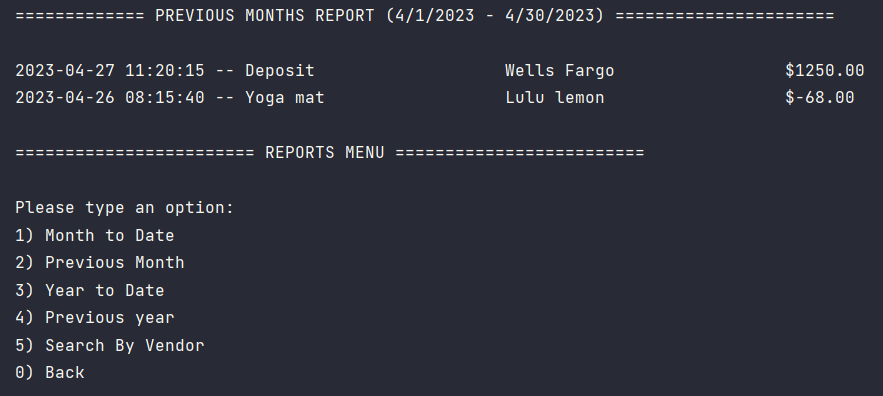 ============= PREVIOUS MONTHS REPORT (4/1/2023 - 4/30/2023) ======================
2023-04-27 11:20:15 -- Deposit                   Wells Fargo                 $1250.00
2023-04-26 08:15:40 -- Yoga mat                  Lulu lemon                  $-68.00
======================== REPORTS MENU =========================
Please type an option:
1) Month to Date
2) Previous Month
3) Year to Date
4) Previous year
5) Search By Vendor
0) Back